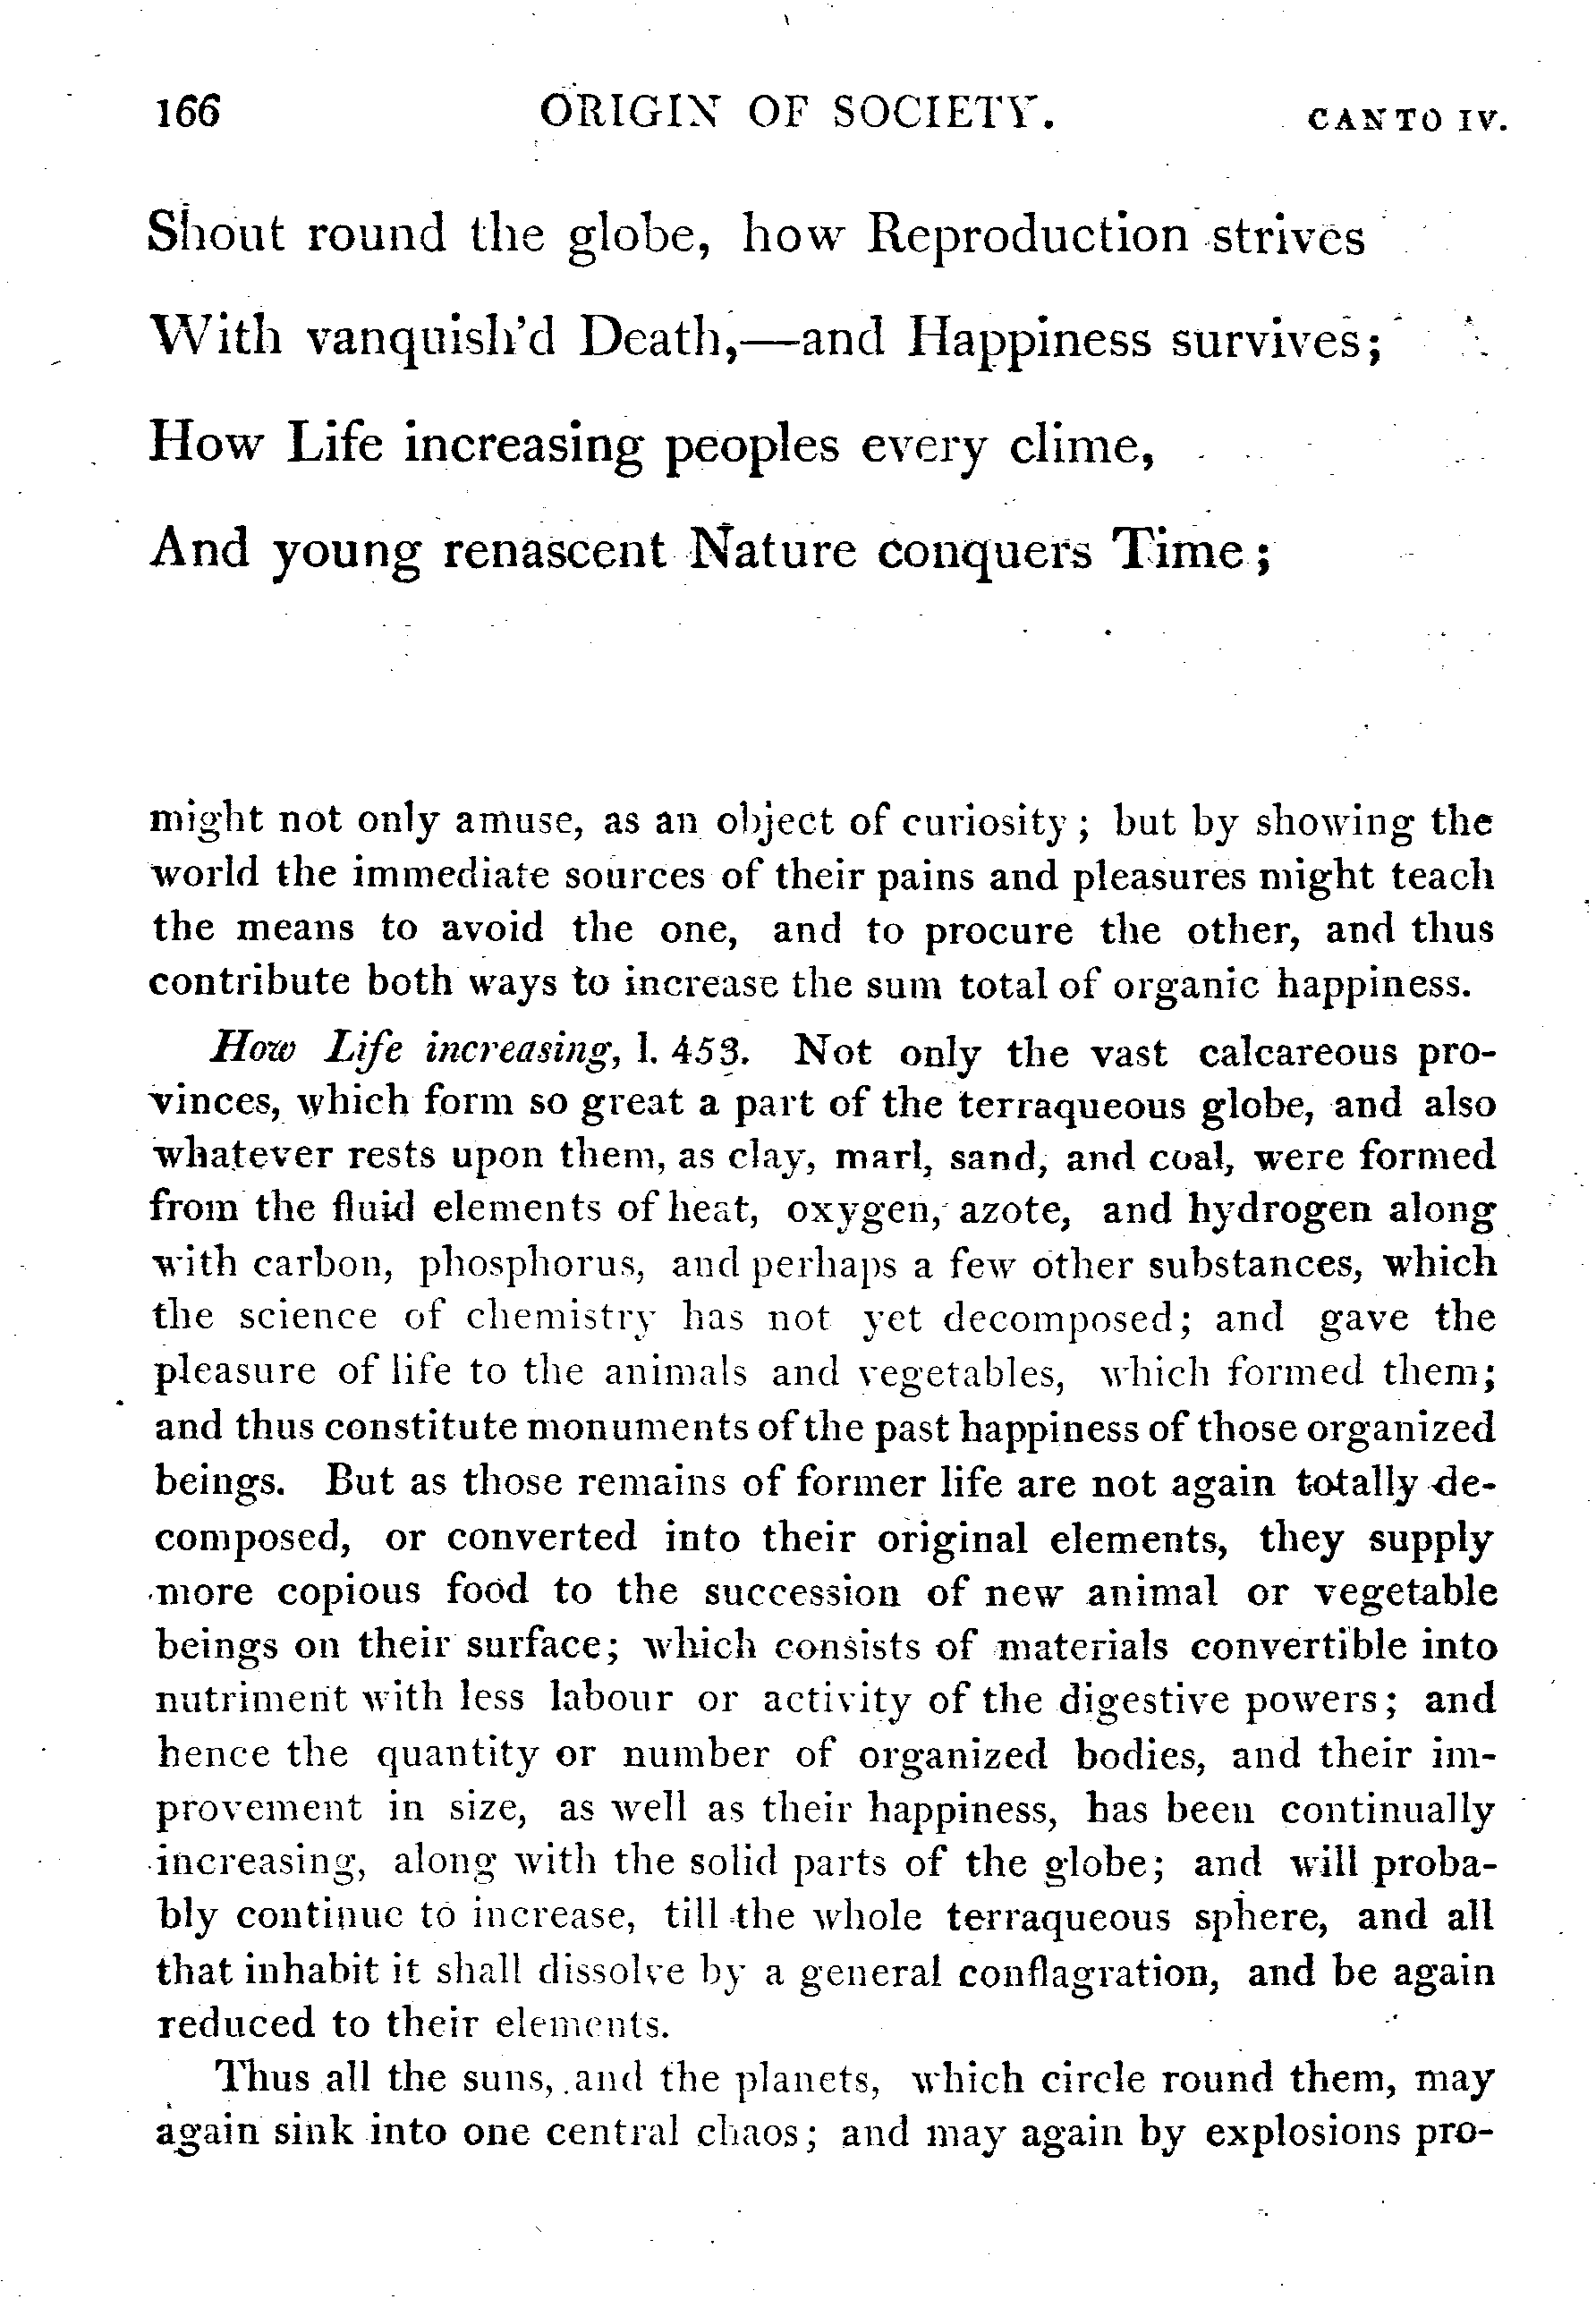 166 ORIGIN OF SOCIETY. CANTO IV.
Shout round the globe, how Reproduction strives
With vanquish'd Death,—and Happiness survives;
How Life increasing peoples every clime,
And young renascent Nature conquers Time;
might not only amuse, as an object of curiosity; but by showing the
world the immediate sources of their pains and pleasures might teach
the means to avoid the one, and to procure the other, and thus
contribute both ways to increase the sum total of organic happiness.
How Life increasing, l. 453. Not only the vast calcareous pro-
vinces, which form so great a part of the terraqueous globe, and also
whatever rests upon them, as clay, marl, sand, and coal, were formed
from the fluid elements of heat, oxygen, azote, and hydrogen along
with carbon, phosphorus, and perhaps a few other substances, which
the science of chemistry has not yet decomposed; and gave the
pleasure of life to the animals and vegetables, which formed them;
and thus constitute monuments of the past happiness of those organized
beings. But as those remains of former life are not again totally de-
composed, or converted into their original elements, they supply
more copious food to the succession of new animal or vegetable
beings on their surface; which consists of materials convertible into
nutriment with less labour or activity of the digestive powers; and
hence the quantity or number of organized bodies, and their im-
provement in size, as well as their happiness, has been continually
increasing, along with the solid parts of the globe; and will proba-
bly continue to increase, till the whole terraqueous sphere, and all
that inhabit it shall dissolve by a general conflagration, and be again
reduced to their elements.
Thus all the suns, and the planets, which circle round them, may
again sink into one central chaos; and may again by explosions pro-